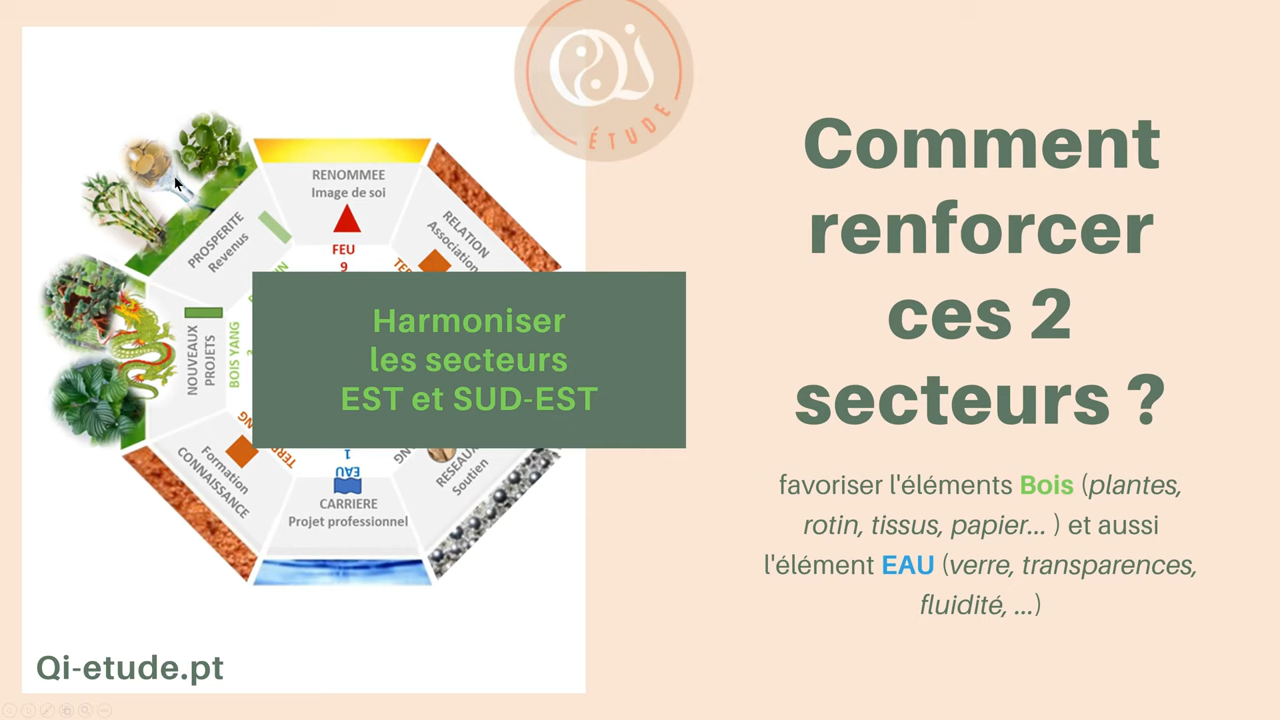 Qi
ÉTUDE
Comment
renforcer
ces 2
secteurs ?
favoriser l'éléments Bois (plantes,
rotin, tissus, papier... ) et aussi
l'élément EAU (verre, transparences,
fluidité, ...)
RENOMMEE
Image de soi
FEU
9
RELATION
Association
PROSPERITE
Revenus
NOUVEAUX
PROJETS
BOIS YANG
Harmoniser
les secteurs
EST et SUD-EST
Formation
CONNAISSANCE
1
EAU
CARRIERE
Projet professionnel
Soutien
Qi-etude.pt